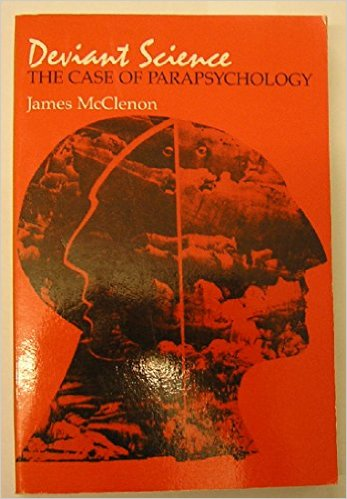 Deviant Science
THE CASE OF PARAPSYCHOLOGY
James McClenon